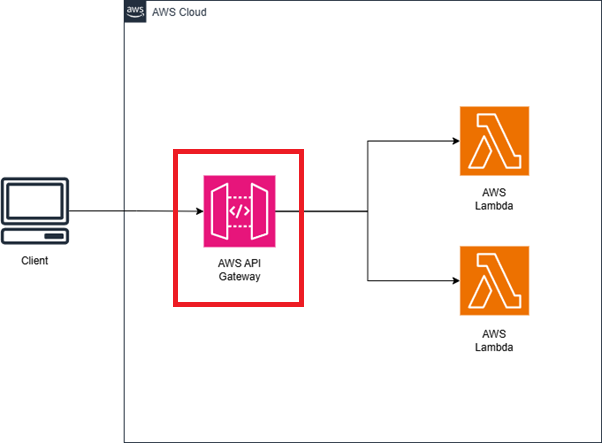 aws
AWS Cloud
Client
</>
AWS API
Gateway
AWS
Lambda
AWS
Lambda